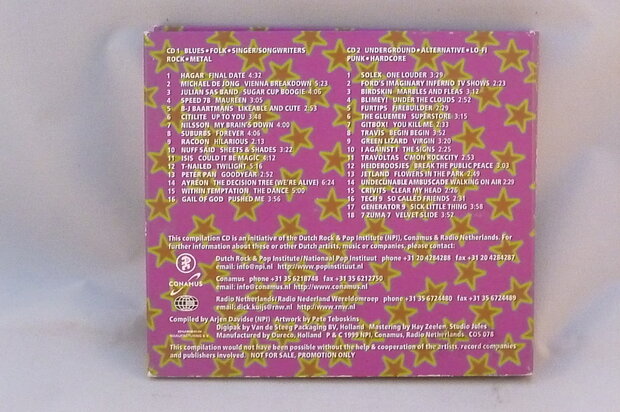 CD1 BLUES•FOLK•SINGER/SONGWRITERS
ROCK•METAL
1 HAGAR FINAL DATE 4:32
2 MICHAEL DE JONG VIENNA BREAKDOWN 5:23
3 JULIAN SAS BAND SUGAR CUP BOOGIE 4:06
4 SPEED 78 MAUREEN 3:05
5 B-J BAARTMANS LIKEABLE AND CUTE 2:53
6 CITILITE UP TO YOU 3:48
7 NILSSON MY BRAIN'S DOWN 4:00
8 SUBURBS FOREVER 4:06
9 RACOON HILARIOUS 2:13
10 NUFF SAID SHEETS & SHADES 3:22
11 ISIS COULD IT BE MAGIC 4:12
12 T-NAILED TWILIGHT 5:16
13 PETER PAN GOODYEAR 2:52
14 AYREON THE DECISION TREE (WE'RE ALIVE) 6:24
15 WITHIN TEMPTATION THE DANCE 5:00
16 GAIL OF GOD PUSHED ME 3:56
CD2 UNDERGROUND•ALTERNATIVE•LO-FI
PUNK•HARDCORE
1 SOLEX ONE LOUDER 3:29
2 FORD'S IMAGINARY INFERNO TV SHOWS 2:23
3 BIRDSKIN MARBLES AND FLEAS 3:12
4 BLIMEY! UNDER THE CLOUDS 2:52
5 FURTIPS FIREBUILDER 2:29
6 THE GLUEMEN SUPERSTORE 3:15
7 GITBOX! YOU KILL ME 2:33
8 TRAVIS BEGIN BEGIN 3:52
9 GREEN LIZARD VIRGIN 3:20
10 I AGAINST I THE SIGNS 2:25
11 TRAVOLTAS C'MON ROCKCITY 2:53
12 HEIDEROOSJES BREAK THE PUBLIC PEACE 3:03
13 JETLAND FLOWERS IN THE PARK 2:49
14 UNDECLINABLE AMBUSCADE WALKING ON AIR 2:29
15 CRIVITS CLEAR MY HEAD 2:26
16 TECH 9 SO CALLED FRIENDS 2:21
17 GENERATOR 9 SICK LITTLE THING 3:58
18 7 ZUMA 7 VELVET SLIDE 3:52
This compilation CD is an initiative of the Dutch Rock & Pop Institute (NPI), Conamus & Radio Netherlands. For
further information about these or other Dutch artists, music or companies, please contact:
Dutch Rock & Pop Institute/Nationaal Pop Instituut phone +31 20 4284288 fax +31 20 4284287
email: info@npi.nl http://www.popinstituut.nl
CONAMUS
Conamus phone +31 35 6218748 fax +31 35 6212750
email: info@conamus.nl http://www.conamus.nl
Radio Netherlands/Radio Nederland Wereldomroep phone +31 35 6724480 fax +31 35 6724489
email: dick.kuijs@rnw.nl http://www.rnw.nl
Compiled by Arjen Davidse (NPI) Artwork by Pete Teboskins
Digipak by Van de Steeg Packaging BV, Holland Mastering by Hay Zeelen Studio Jules
Manufactured by Dureco, Holland P & C 1999 NPI, Conamus, Radio Netherlands. CDS 078
This compilation would not have been possible without the help & cooperation of the artists, record companies
and publishers involved. NOT FOR SALE, PROMOTION ONLY